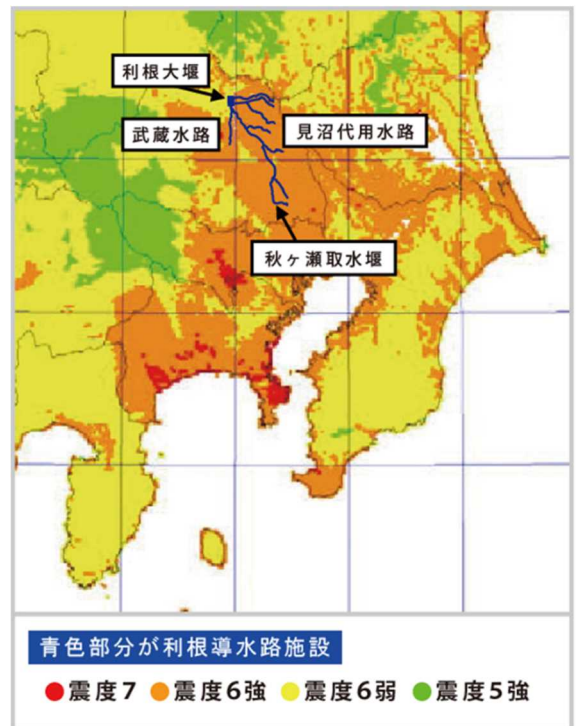 利根大堰
武蔵水路
見沼代用水路
秋ヶ瀬取水堰
青色部分が利根導水路施設
●震度7 ●震度6強 ●震度6弱 ●震度5強